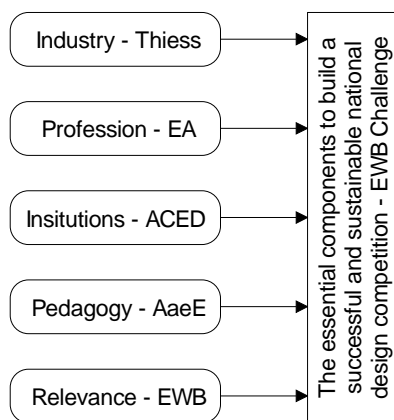 Industry - Thiess
Profession - EA
Insitutions - ACED
Pedagogy - AaeE
Relevance - EWB
The essential components to build a
successful and sustainable national
design competition - EWB Challenge